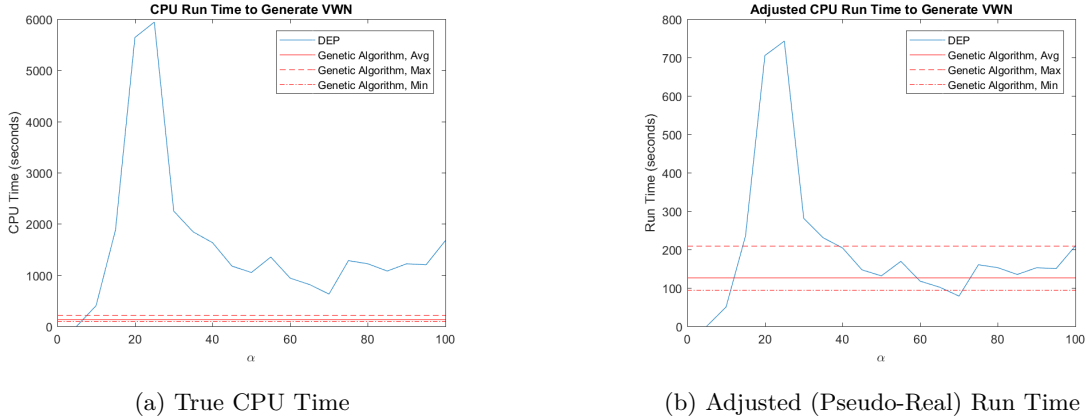 CPU Run Time to Generate VWN
6000
5000
4000
3000
2000
1000
0
CPU Time (seconds)
0 20 40 60 80 100
α
DEP
Genetic Algorithm, Avg
Genetic Algorithm, Max
Genetic Algorithm, Min
(a) True CPU Time
Adjusted CPU Run Time to Generate VWN
800
700
600
500
400
300
200
100
0
Run Time (seconds)
0 20 40 60 80 100
α
DEP
Genetic Algorithm, Avg
Genetic Algorithm, Max
Genetic Algorithm, Min
(b) Adjusted (Pseudo-Real) Run Time